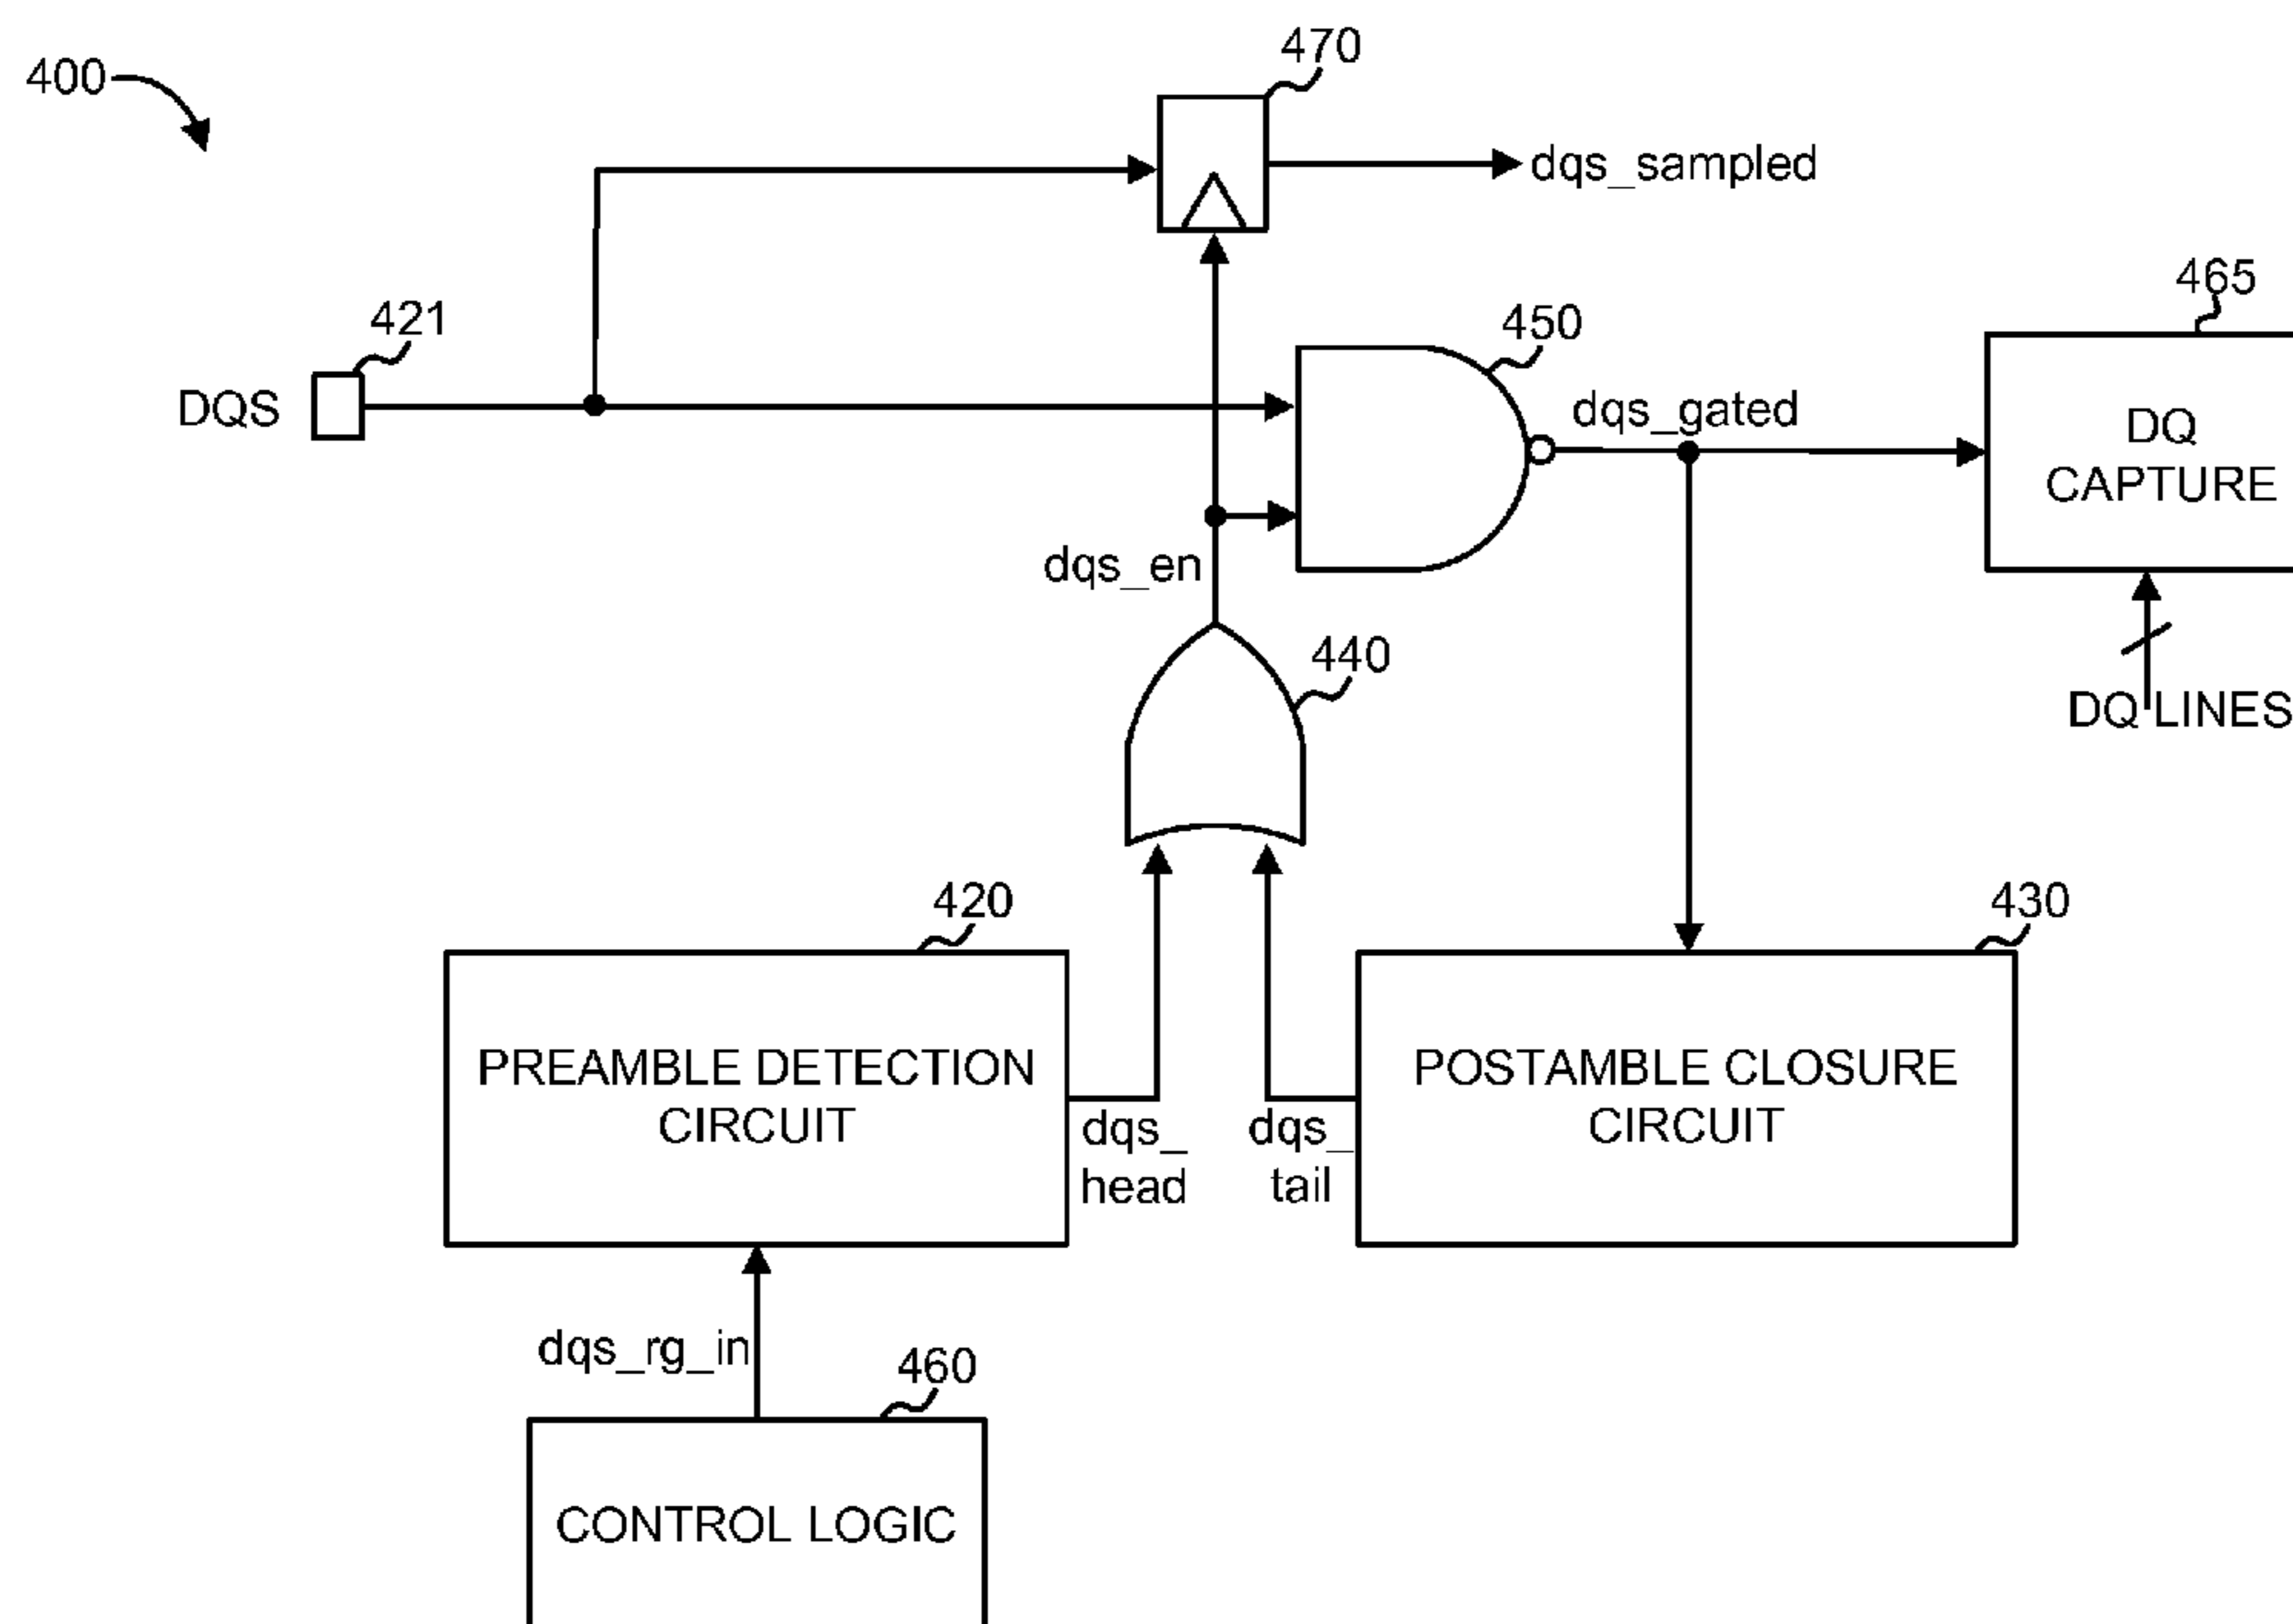 400
470
dqs_sampled
465
421
450
DQS
dqs_gated
DQ
CAPTURE
dqs_en
440
DQ LINES
420
430
PREAMBLE DETECTION
CIRCUIT
POSTAMBLE CLOSURE
CIRCUIT
dqs_
head
dqs_
tail
dqs_rg_in
460
CONTROL LOGIC